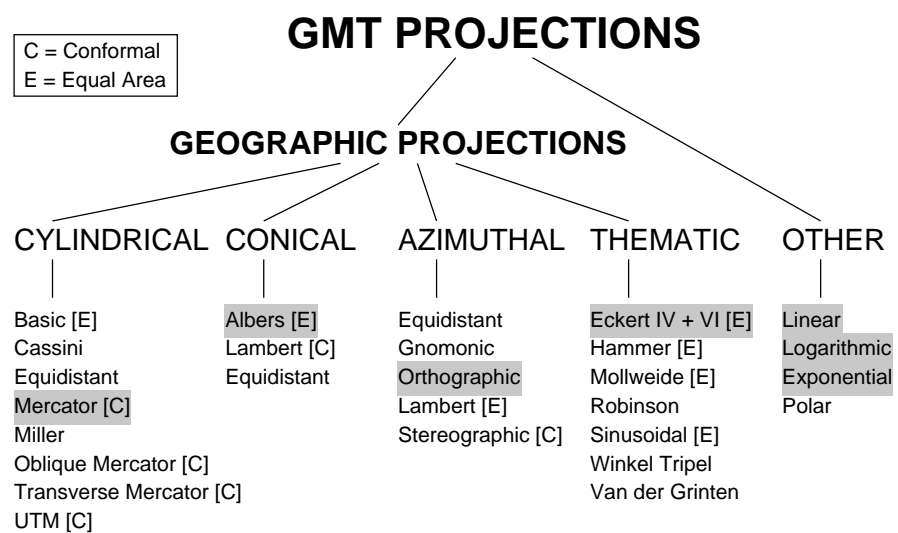 GMT PROJECTIONS
C = Conformal
E = Equal Area
GEOGRAPHIC PROJECTIONS
CYLINDRICAL
Basic [E]
Cassini
Equidistant
Mercator [C]
Miller
Oblique Mercator [C]
Transverse Mercator [C]
UTM [C]
CONICAL
Albers [E]
Lambert [C]
Equidistant
AZIMUTHAL
Equidistant
Gnomonic
Orthographic
Lambert [E]
Stereographic [C]
THEMATIC
Eckert IV + VI [E]
Hammer [E]
Mollweide [E]
Robinson
Sinusoidal [E]
Winkel Tripel
Van der Grinten
OTHER
Linear
Logarithmic
Exponential
Polar